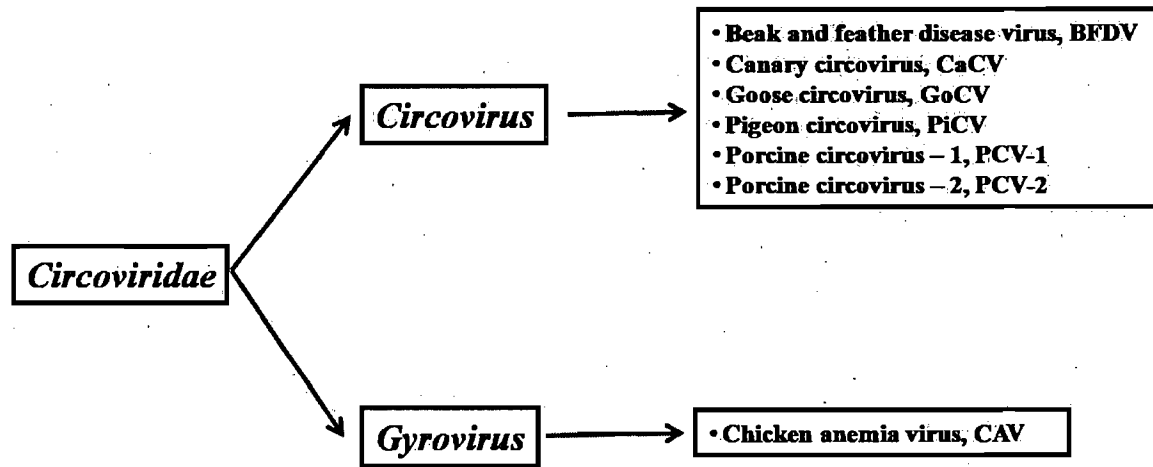 • Beak and feather disease virus, BFDV
• Canary circovirus, CaCV
• Goose circovirus, GoCV
• Pigeon circovirus, PiCV
• Porcine circovirus – 1, PCV-1
• Porcine circovirus – 2, PCV-2
Circovirus
Circoviridae
Gyrovirus
• Chicken anemia virus, CAV